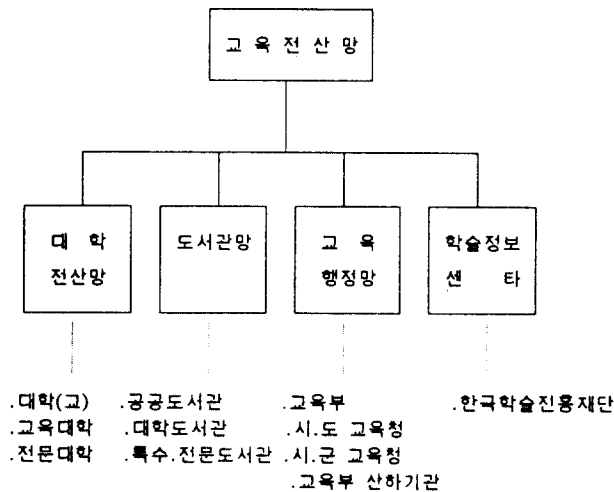 교 육 전 산 망
대 학
전산망
도서관망
교 육
행정망
학술정보
센 타
.대학(교)
.교육대학
.전문대학
.공공도서관
.대학도서관
.특수.전문도서관
.교육부
.시.도 교육청
.시.군 교육청
.교육부 산하기관
.한국학술진흥재단